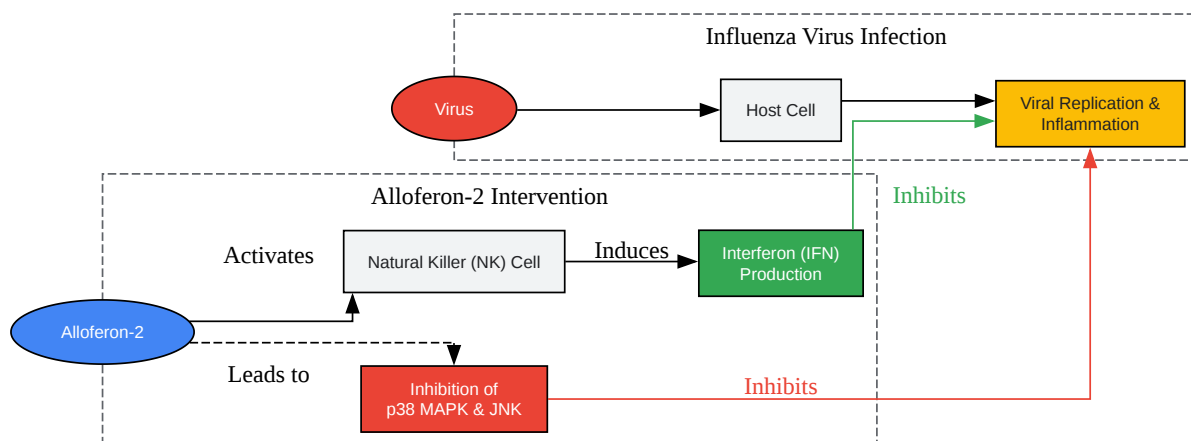 Influenza Virus Infection
Virus
Host Cell
Viral Replication &
Inflammation
Alloferon-2 Intervention
Inhibits
Activates
Natural Killer (NK) Cell
Induces
Interferon (IFN)
Production
Alloferon-2
Leads to
Inhibition of
p38 MAPK & JNK
Inhibits